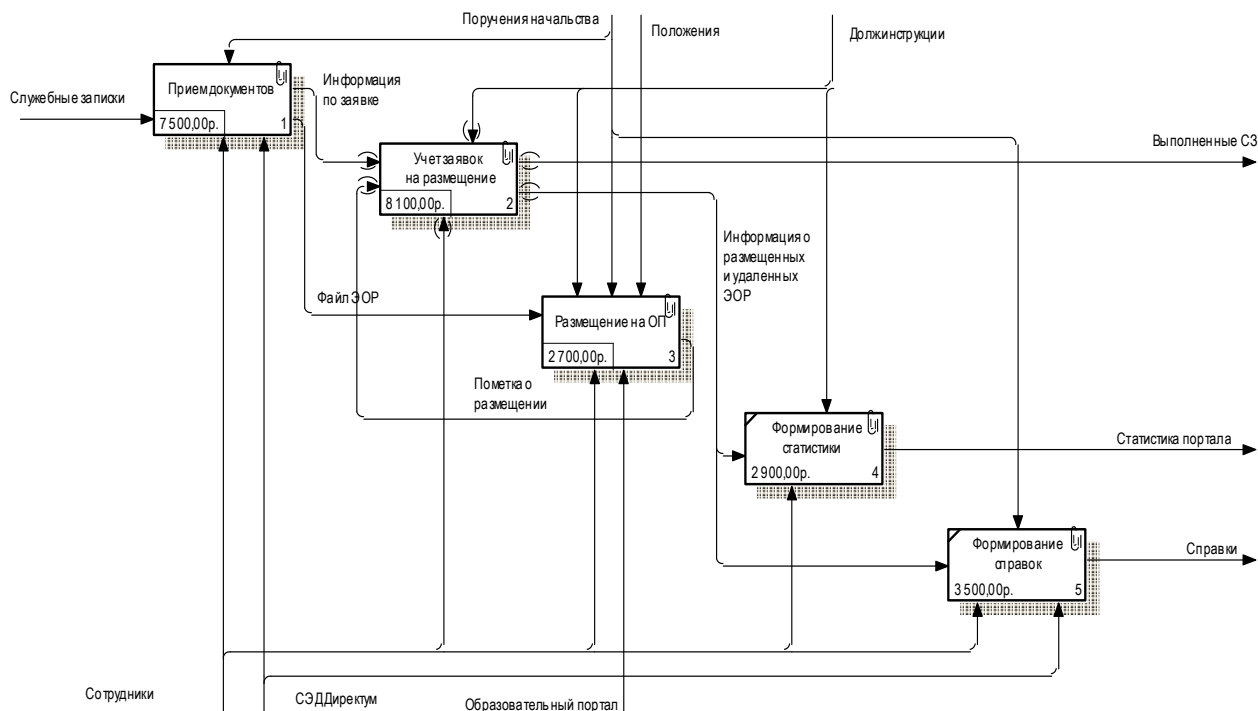 Поручения начальства
Положения
Должинструкции
Служебные записки
Прием документов
7 500,00р. 1
Информация
по заявке
Учет заявок
на размещение
8 100,00р. 2
Выполненные СЗ
Информация о
размещенных
и удаленных
ЭОР
Файл ЭОР
Размещение на ОП
2 700,00р. 3
Пометка о
размещении
Формирование
статистики
2 900,00р. 4
Статистика портала
Формирование
справок
3 500,00р. 5
Справки
Сотрудники
СЭД Директум
Образовательный портал